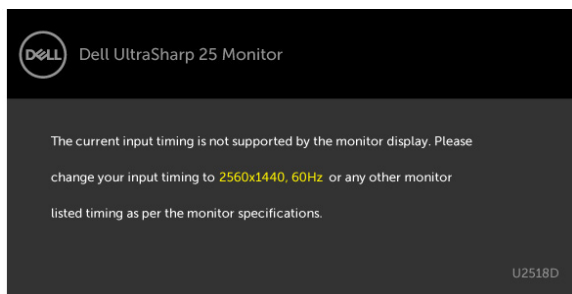 DELL
Dell UltraSharp 25 Monitor
The current input timing is not supported by the monitor display. Please
change your input timing to 2560x1440, 60Hz or any other monitor
listed timing as per the monitor specifications.
U2518D